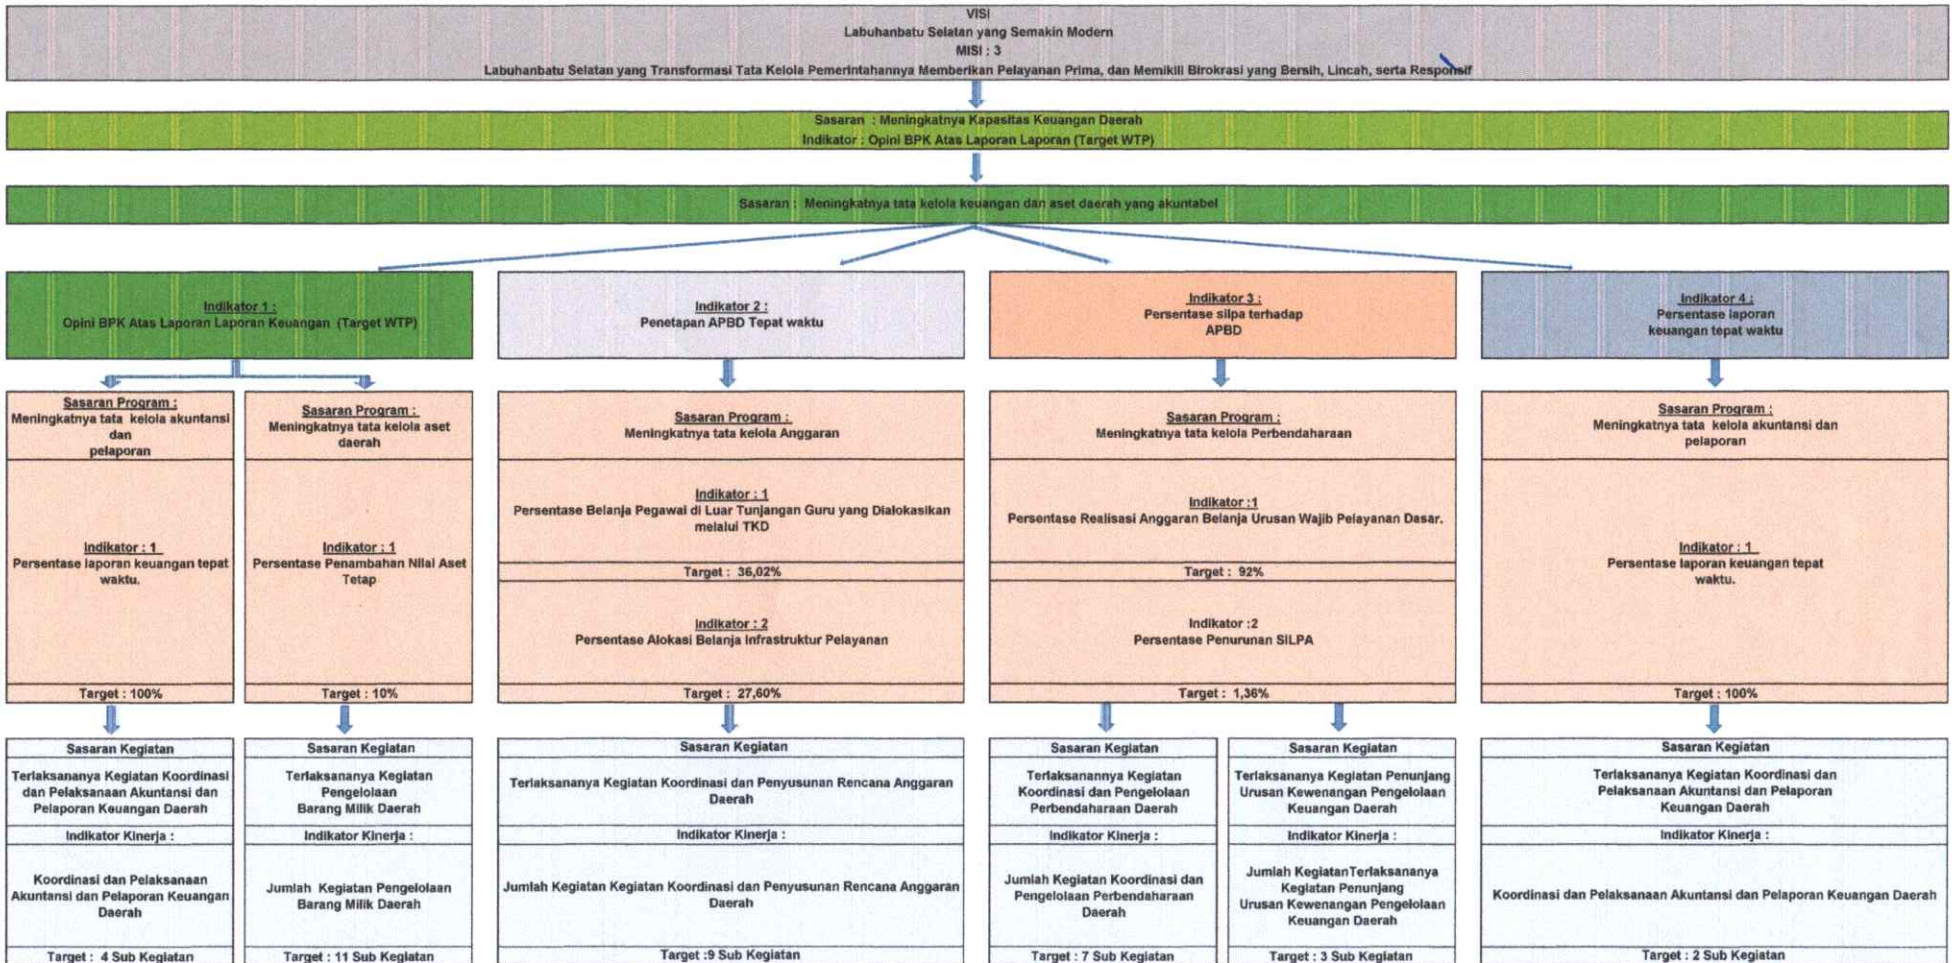 VISI
Labuhanbatu Selatan yang Semakin Modern
MISI : 3
Labuhanbatu Selatan yang Transformasi Tata Kelola Pemerintahannya Memberikan Pelayanan Prima, dan Memikili Birokrasi yang Bersih, Lincah, serta Responsif
Sasaran : Meningkatnya Kapasitas Keuangan Daerah
Indikator : Opini BPK Atas Laporan Laporan (Target WTP)
Sasaran : Meningkatnya tata kelola keuangan dan aset daerah yang akuntabel
Indikator 1 :
Opini BPK Atas Laporan Laporan Keuangan (Target WTP)
Indikator 2 :
Penetapan APBD Tepat waktu
Indikator 3 :
Persentase silpa terhadap
APBD
Indikator 4 :
Persentase laporan
keuangan tepat waktu
Sasaran Program :
Meningkatnya tata kelola akuntansi
dan
pelaporan
Indikator : 1
Persentase laporan keuangan tepat
waktu.
Target : 100%
Sasaran Program :
Meningkatnya tata kelola aset
daerah
Indikator : 1
Persentase Penambahan Nilai Aset
Tetap
Target : 10%
Sasaran Program :
Meningkatnya tata kelola Anggaran
Indikator : 1
Persentase Belanja Pegawai di Luar Tunjangan Guru yang Dialokasikan
melalui TKD
Target : 36,02%
Indikator : 2
Persentase Alokasi Belanja Infrastruktur Pelayanan
Target : 27,60%
Sasaran Program :
Meningkatnya tata kelola Perbendaharaan
Indikator :1
Persentase Realisasi Anggaran Belanja Urusan Wajib Pelayanan Dasar.
Target : 92%
Indikator :2
Persentase Penurunan SILPA
Target : 1,36%
Sasaran Program :
Meningkatnya tata kelola akuntansi dan
pelaporan
Indikator : 1
Persentase laporan keuangan tepat
waktu.
Target : 100%
Sasaran Kegiatan
Terlaksananya Kegiatan Koordinasi
dan Pelaksanaan Akuntansi dan
Pelaporan Keuangan Daerah
Indikator Kinerja :
Koordinasi dan Pelaksanaan
Akuntansi dan Pelaporan Keuangan
Daerah
Target : 4 Sub Kegiatan
Sasaran Kegiatan
Terlaksananya Kegiatan
Pengelolaan
Barang Milik Daerah
Indikator Kinerja :
Jumlah Kegiatan Pengelolaan
Barang Milik Daerah
Target : 11 Sub Kegiatan
Sasaran Kegiatan
Terlaksananya Kegiatan Koordinasi dan Penyusunan Rencana Anggaran
Daerah
Indikator Kinerja :
Jumlah Kegiatan Kegiatan Koordinasi dan Penyusunan Rencana Anggaran
Daerah
Target :9 Sub Kegiatan
Sasaran Kegiatan
Terlaksanannya Kegiatan
Koordinasi dan Pengelolaan
Perbendaharaan Daerah
Indikator Kinerja :
Jumlah Kegiatan Koordinasi dan
Pengelolaan Perbendaharaan
Daerah
Target : 7 Sub Kegiatan
Sasaran Kegiatan
Terlaksananya Kegiatan Penunjang
Urusan Kewenangan Pengelolaan
Keuangan Daerah
Indikator Kinerja :
Jumlah KegiatanTerlaksananya
Kegiatan Penunjang
Urusan Kewenangan Pengelolaan
Keuangan Daerah
Target : 3 Sub Kegiatan
Sasaran Kegiatan
Terlaksananya Kegiatan Koordinasi dan
Pelaksanaan Akuntansi dan Pelaporan
Keuangan Daerah
Indikator Kinerja :
Koordinasi dan Pelaksanaan Akuntansi dan Pelaporan Keuangan Daerah
Target : 2 Sub Kegiatan